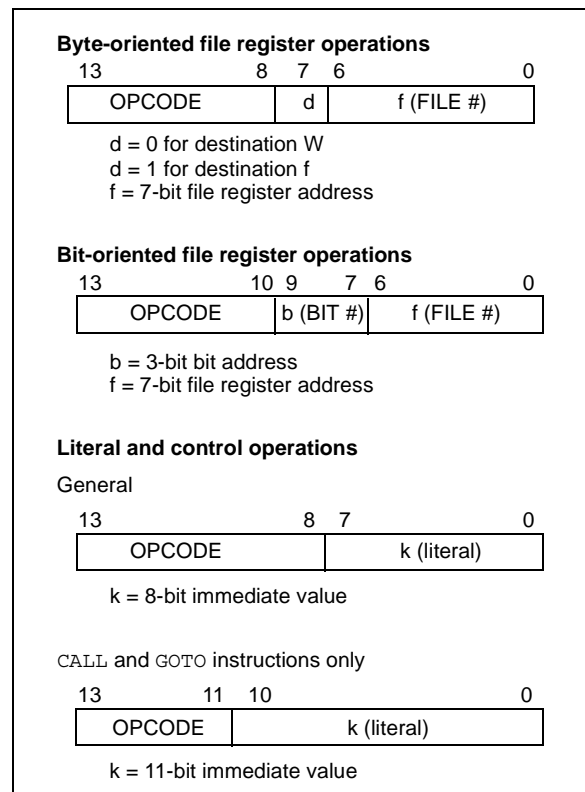 Byte-oriented file register operations
13 8 7 6 0
OPCODE d f (FILE #)
d = 0 for destination W
d = 1 for destination f
f = 7-bit file register address
Bit-oriented file register operations
13 10 9 7 6 0
OPCODE b (BIT #) f (FILE #)
b = 3-bit bit address
f = 7-bit file register address
Literal and control operations
General
13 8 7 0
OPCODE k (literal)
k = 8-bit immediate value
CALL and GOTO instructions only
13 11 10 0
OPCODE k (literal)
k = 11-bit immediate value